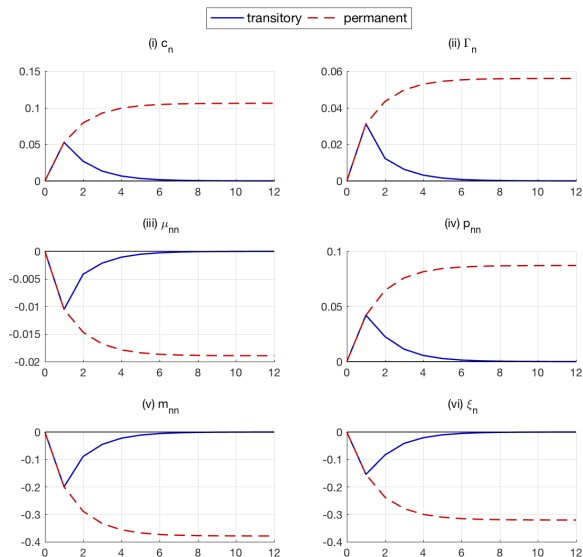 transitory permanent
(i) c_n
(ii) Γ_n
0.15
0.1
0.05
0
0 2 4 6 8 10 12
0.06
0.04
0.02
0
0 2 4 6 8 10 12
(iii) μ_nn
(iv) p_nn
0
-0.005
-0.01
-0.015
-0.02
0 2 4 6 8 10 12
0.1
0.05
0
0 2 4 6 8 10 12
(v) m_nn
(vi) ξ_n
0
-0.1
-0.2
-0.3
-0.4
0 2 4 6 8 10 12
0
-0.1
-0.2
-0.3
-0.4
0 2 4 6 8 10 12